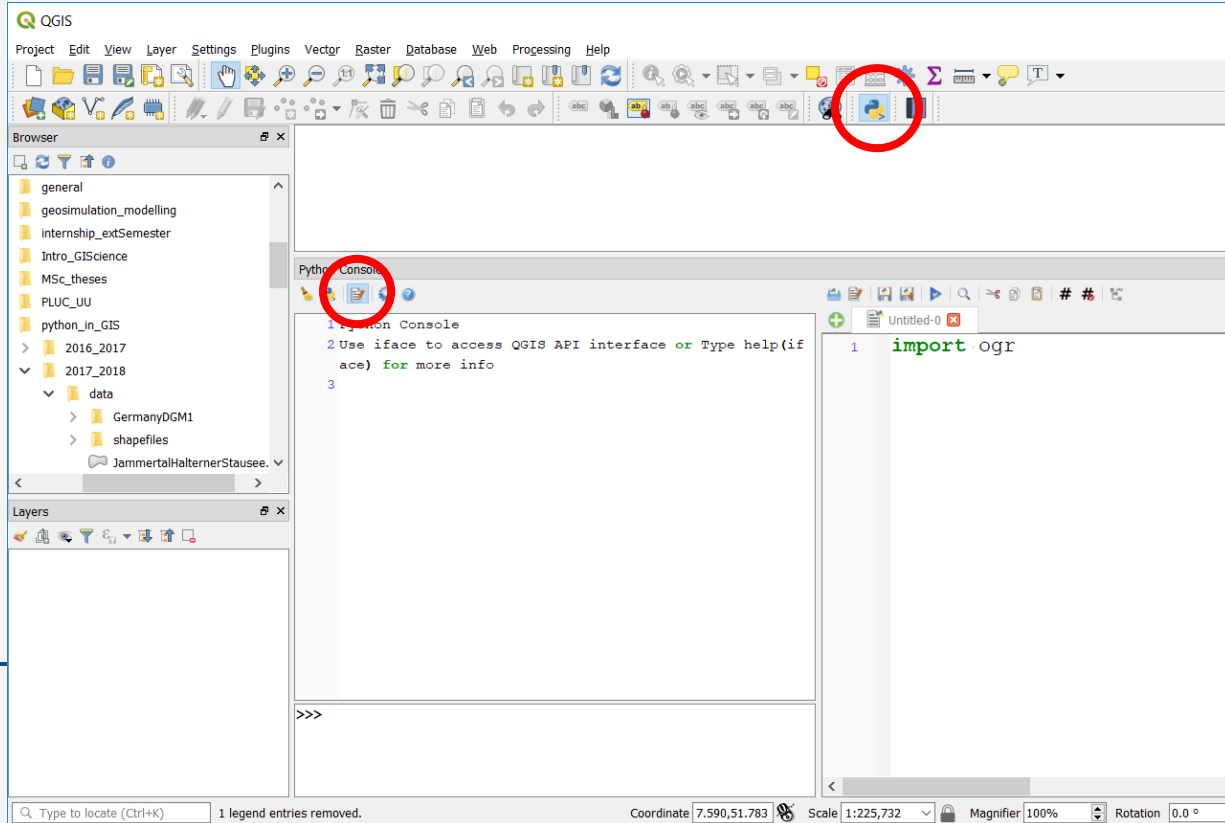 QGIS
Project Edit View Layer Settings Plugins Vector Raster Database Web Processing Help
Browser
general
geosimulation_modelling
internship_extSemester
Intro_GIScience
MSc_theses
PLUC_UU
python_in_GIS
2016_2017
2017_2018
data
GermanyDGM1
shapefiles
JammertalHalternerStausee.
Layers
Python Console
1 Python Console
2 Use iface to access QGIS API interface or Type help(if
ace) for more info
3
>>>
Untitled-0
1 import ogr
Type to locate (Ctrl+K) 1 legend entries removed. Coordinate 7.590,51.783 Scale 1:225,732 Magnifier 100% Rotation 0.0 °